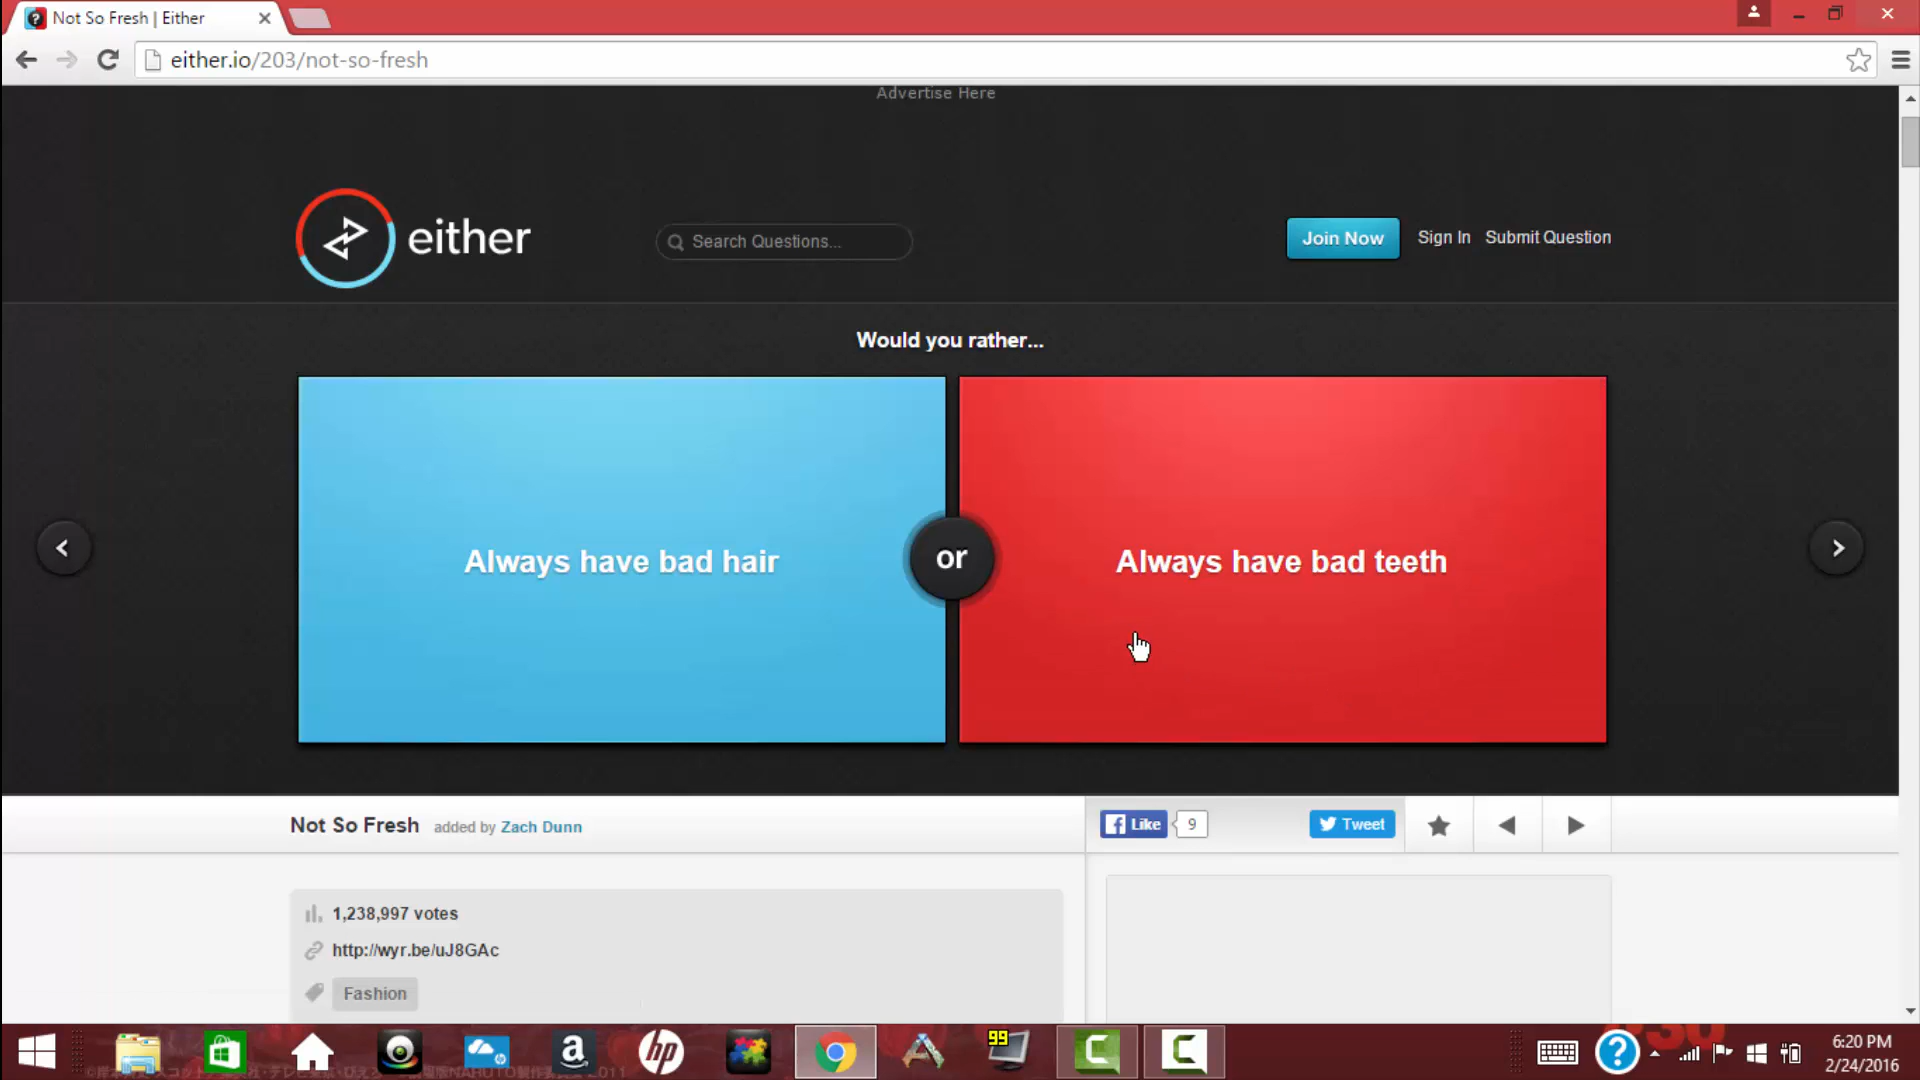 Not So Fresh | Either
either.io/203/not-so-fresh
Advertise Here
either
Search Questions...
Join Now
Sign In
Submit Question
Would you rather...
Always have bad hair
or
Always have bad teeth
Not So Fresh added by Zach Dunn
Like
9
Tweet
1,238,997 votes
http://wyr.be/uJ8GAc
Fashion
a
hp
99
6:20 PM
2/24/2016